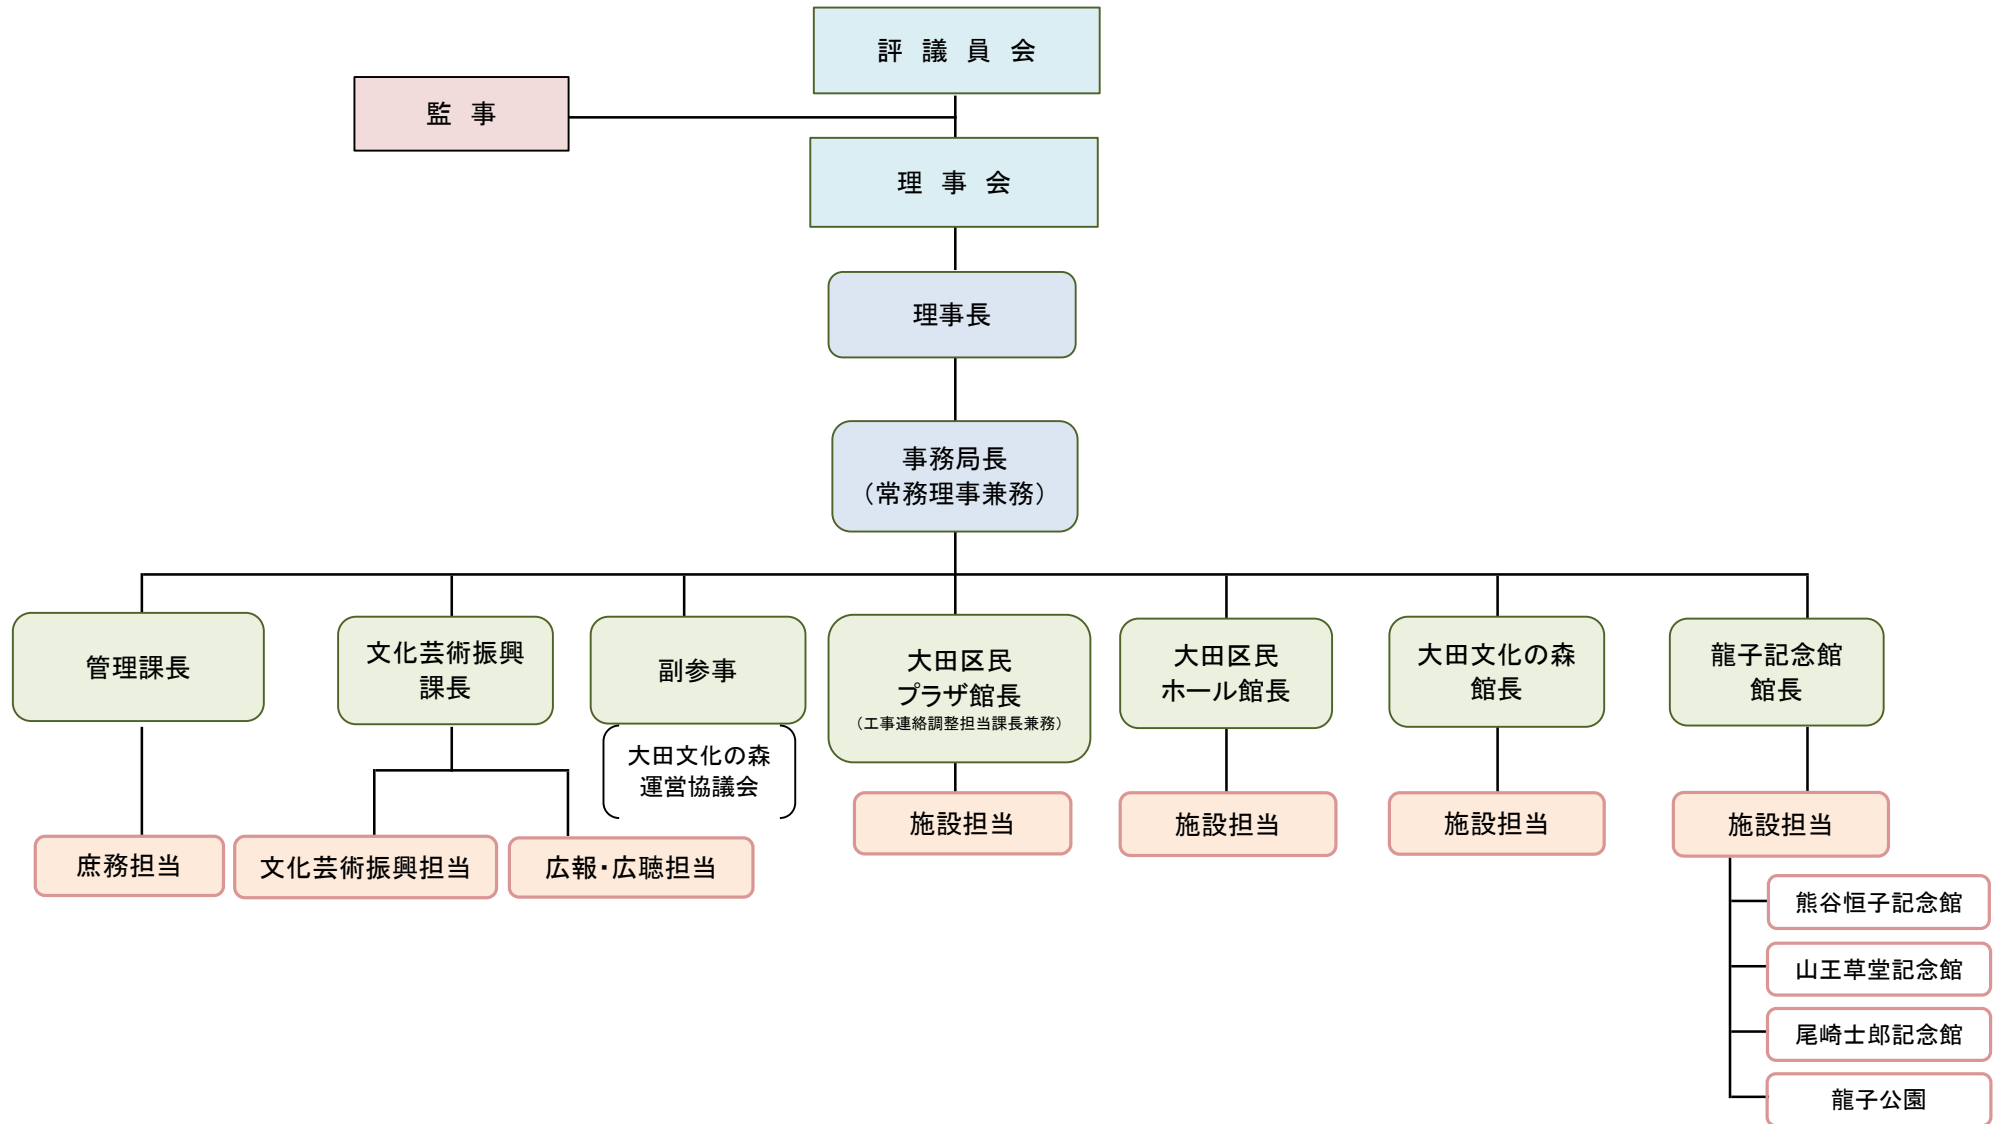 評 議 員 会
監 事
理 事 会
理事長
事務局長
（常務理事兼務）
管理課長
文化芸術振興
課長
副参事
大田文化の森
運営協議会
大田区民
プラザ館長
（工事連絡調整担当課長兼務）
大田区民
ホール館長
大田文化の森
館長
龍子記念館
館長
庶務担当
文化芸術振興担当
広報・広聴担当
施設担当
施設担当
施設担当
施設担当
熊谷恒子記念館
山王草堂記念館
尾崎士郎記念館
龍子公園